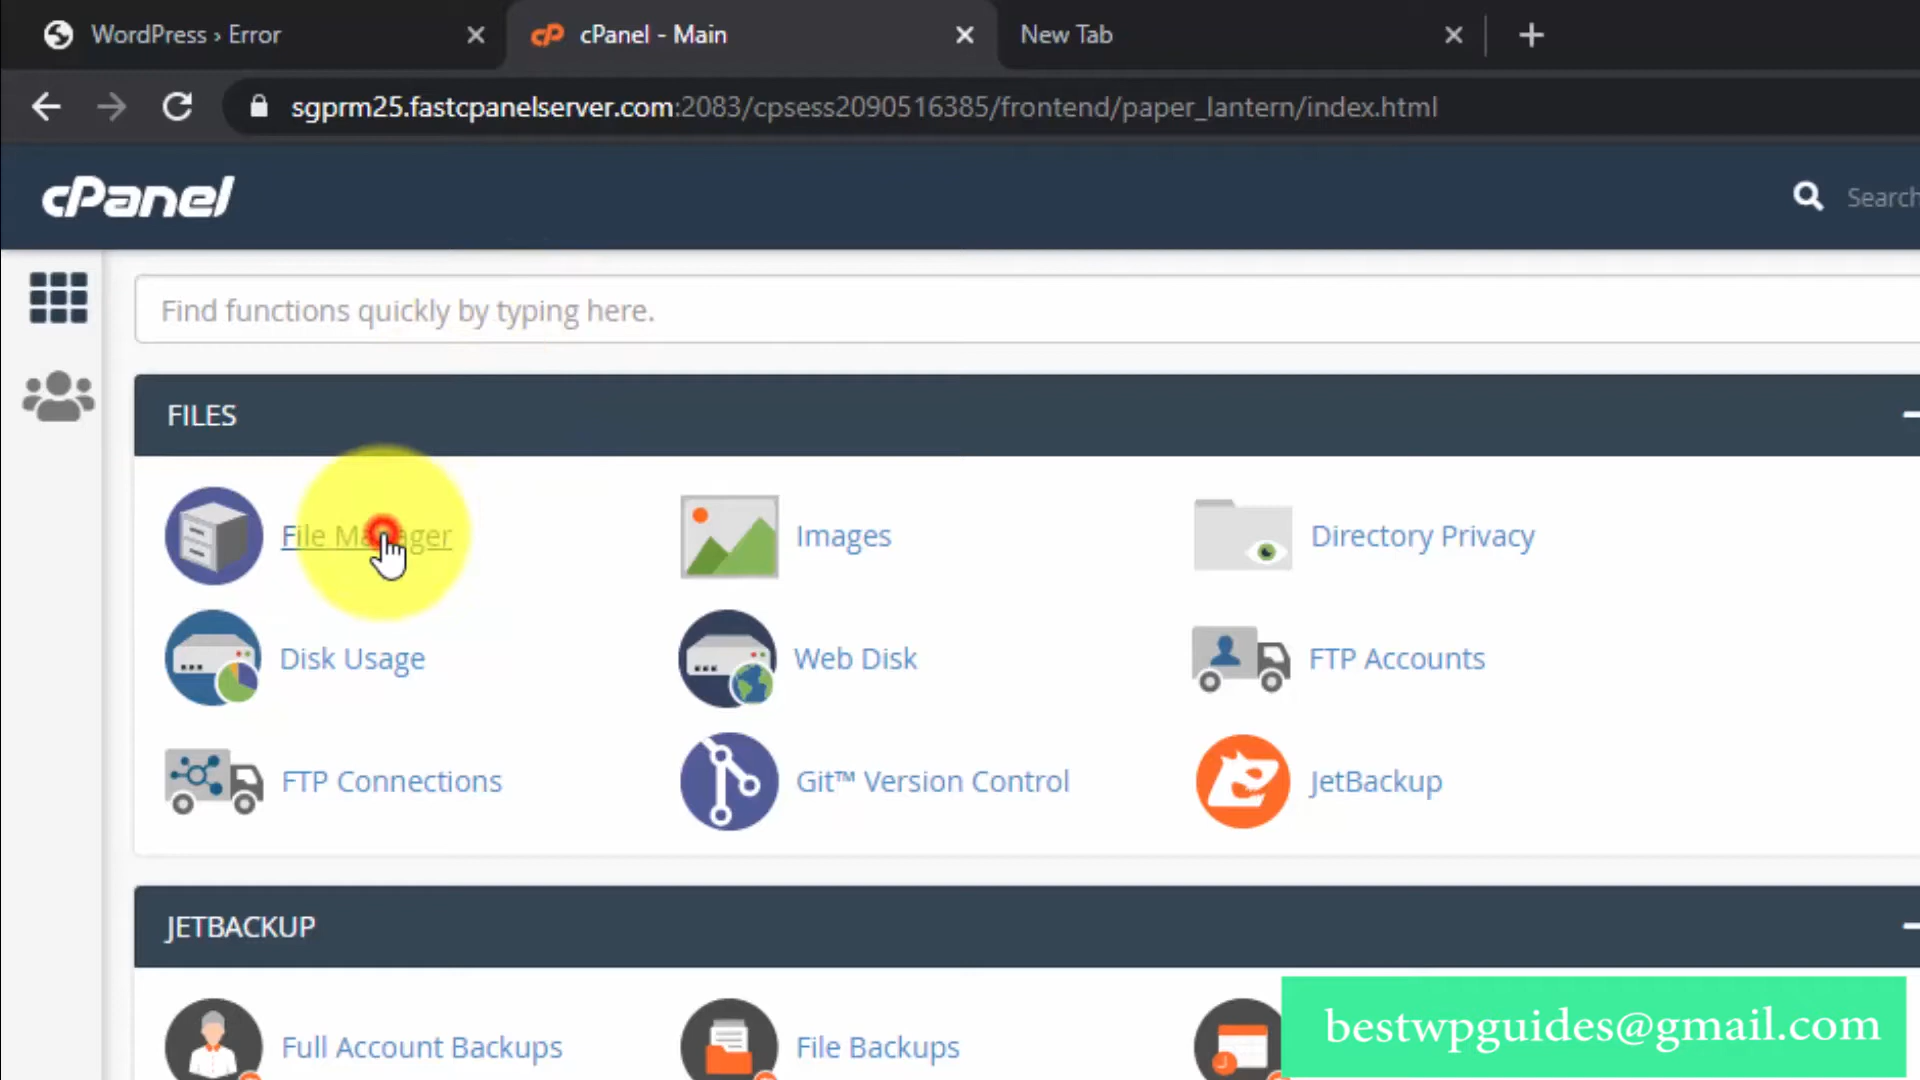 WordPress › Error
cPanel - Main
New Tab
sgprm25.fastcpanelserver.com:2083/cpsess2090516385/frontend/paper_lantern/index.html
cPanel
Search
Find functions quickly by typing here.
FILES
File Manager
Images
Directory Privacy
Disk Usage
Web Disk
FTP Accounts
FTP Connections
Git™ Version Control
JetBackup
JETBACKUP
Full Account Backups
File Backups
bestwpguides@gmail.com